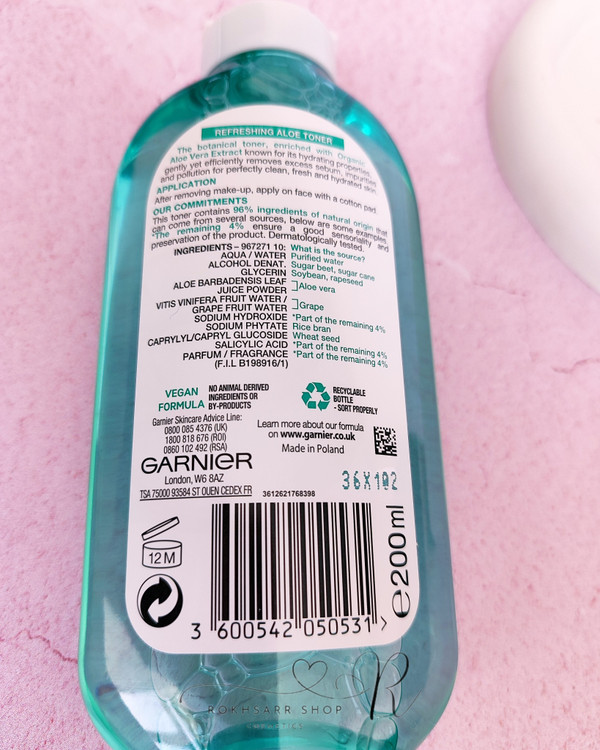 REFRESHING ALOE TONER
The botanical toner, enriched with Organic
Aloe Vera Extract known for its hydrating properties,
gently yet efficiently removes excess sebum, impurities
and pollution for perfectly clean, fresh and hydrated skin.
APPLICATION
After removing make-up, apply on face with a cotton pad
OUR COMMITMENTS
This toner contains 96% ingredients of natural origin that
can come from several sources, below are some examples.
*The remaining 4% ensure a good sensoriality and
preservation of the product. Dermatologically tested.
INGREDIENTS – 967271 10: What is the source?
AQUA / WATER Purified water
ALCOHOL DENAT. Sugar beet, sugar cane
GLYCERIN Soybean, rapeseed
ALOE BARBADENSIS LEAF
JUICE POWDER ]Aloe vera
VITIS VINIFERA FRUIT WATER /
GRAPE FRUIT WATER ]Grape
SODIUM HYDROXIDE *Part of the remaining 4%
SODIUM PHYTATE Rice bran
CAPRYLYL/CAPRYL GLUCOSIDE Wheat seed
SALICYLIC ACID *Part of the remaining 4%
PARFUM / FRAGRANCE *Part of the remaining 4%
(F.I.L B198916/1)
VEGAN
FORMULA
NO ANIMAL DERIVED
INGREDIENTS OR
BY-PRODUCTS
RECYCLABLE
BOTTLE
- SORT PROPERLY
Garnier Skincare Advice Line:
0800 085 4376 (UK)
1800 818 676 (ROI)
0860 102 492 (RSA)
Learn more about our formula
on www.garnier.co.uk
Made in Poland
GARNIER
London, W6 8AZ
TSA 75000 93584 ST OUEN CEDEX FR
3612621768398
36X102
12 M
e200 ml
3 600542 050531 >
R
ROKHSARR SHOP